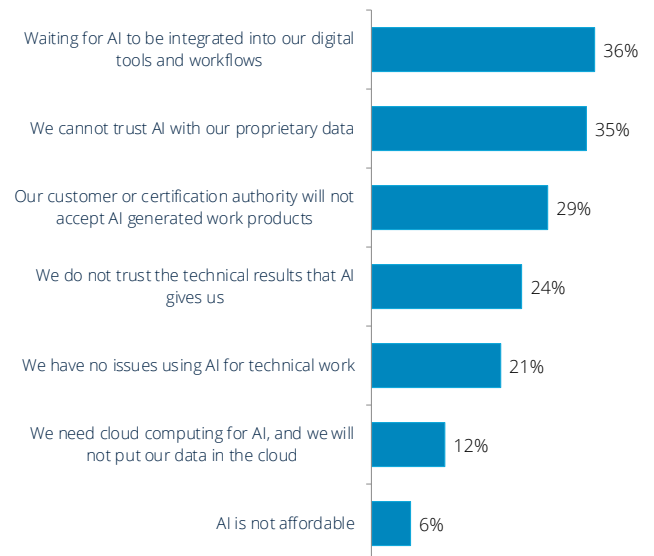 Waiting for AI to be integrated into our digital
tools and workflows
36%
We cannot trust AI with our proprietary data
35%
Our customer or certification authority will not
accept AI generated work products
29%
We do not trust the technical results that AI
gives us
24%
We have no issues using AI for technical work
21%
We need cloud computing for AI, and we will
not put our data in the cloud
12%
AI is not affordable
6%